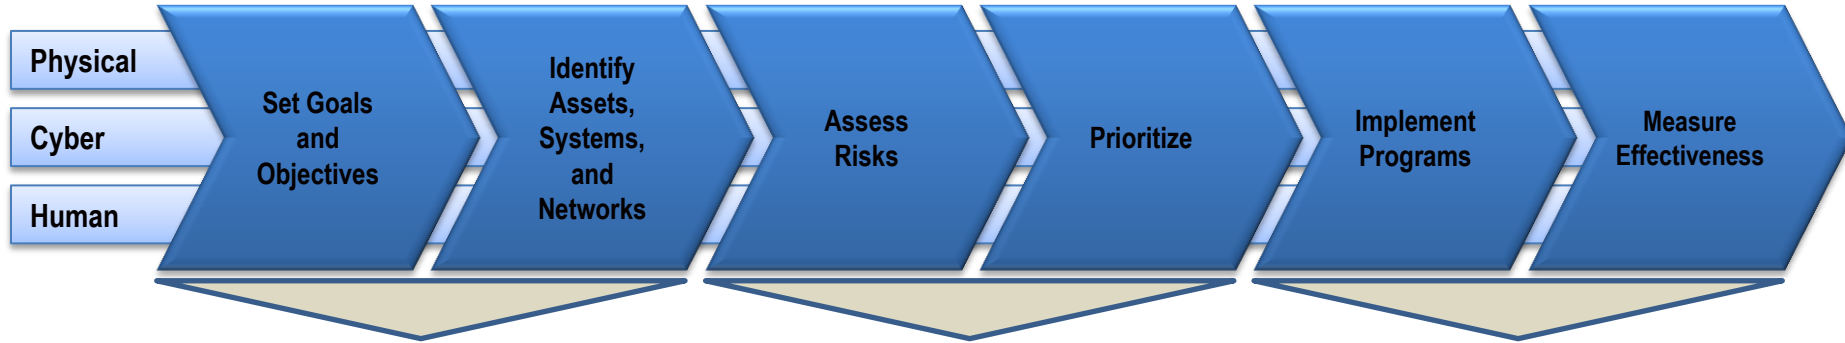 Physical
Cyber
Human
Set Goals
and
Objectives
Identify
Assets,
Systems,
and
Networks
Assess
Risks
Prioritize
Implement
Programs
Measure
Effectiveness